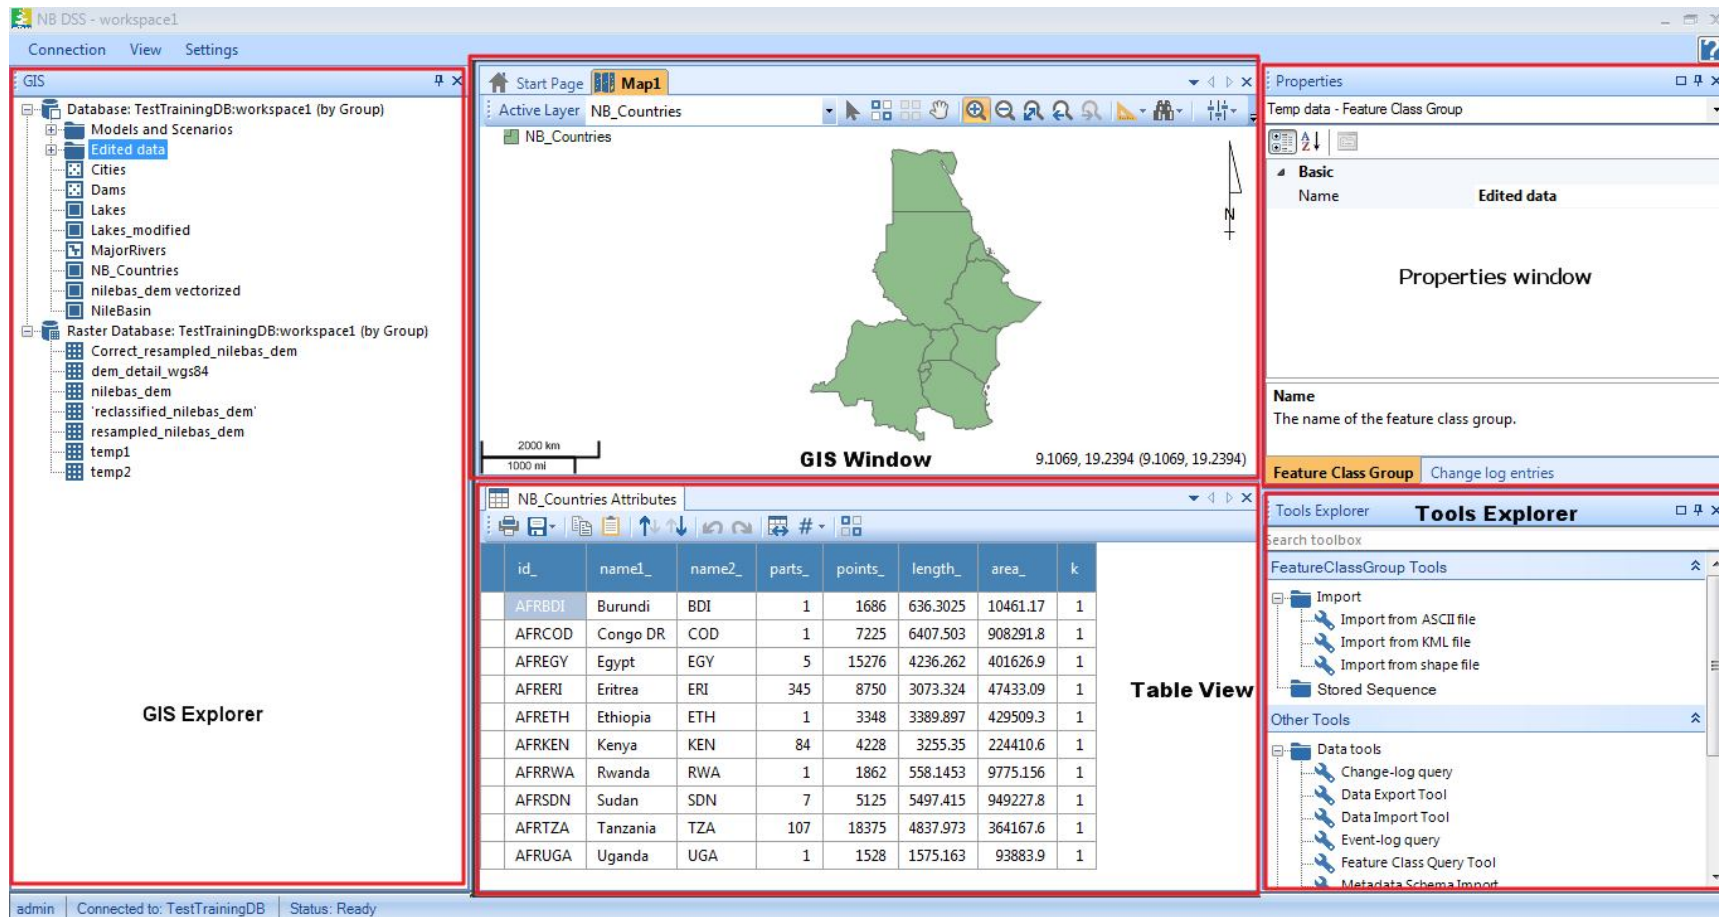 NB DSS - workspace1
Connection View Settings
GIS
Database: TestTrainingDB:workspace1 (by Group)
Models and Scenarios
Edited data
Cities
Dams
Lakes
Lakes_modified
MajorRivers
NB_Countries
nilebas_dem vectorized
NileBasin
Raster Database: TestTrainingDB:workspace1 (by Group)
Correct_resampled_nilebas_dem
dem_detail_wgs84
nilebas_dem
'reclassified_nilebas_dem'
resampled_nilebas_dem
temp1
temp2
GIS Explorer
Start Page Map1
Active Layer NB_Countries
NB_Countries
N
2000 km
1000 mi
GIS Window
9.1069, 19.2394 (9.1069, 19.2394)
NB_Countries Attributes
id_ name1_ name2_ parts_ points_ length_ area_ k
AFRBDI Burundi BDI 1 1686 636.3025 10461.17 1
AFRCOD Congo DR COD 1 7225 6407.503 908291.8 1
AFREGY Egypt EGY 5 15276 4236.262 401626.9 1
AFRERI Eritrea ERI 345 8750 3073.324 47433.09 1
AFRETH Ethiopia ETH 1 3348 3389.897 429509.3 1
AFRKEN Kenya KEN 84 4228 3255.35 224410.6 1
AFRRWA Rwanda RWA 1 1862 558.1453 9775.156 1
AFRSDN Sudan SDN 7 5125 5497.415 949227.8 1
AFRTZA Tanzania TZA 107 18375 4837.973 364167.6 1
AFRUGA Uganda UGA 1 1528 1575.163 93883.9 1
Table View
Properties
Temp data - Feature Class Group
Basic
Name Edited data
Properties window
Name
The name of the feature class group.
Feature Class Group Change log entries
Tools Explorer Tools Explorer
Search toolbox
FeatureClassGroup Tools
Import
Import from ASCII file
Import from KML file
Import from shape file
Stored Sequence
Other Tools
Data tools
Change-log query
Data Export Tool
Data Import Tool
Event-log query
Feature Class Query Tool
Metadata Schema Import
admin Connected to: TestTrainingDB Status: Ready